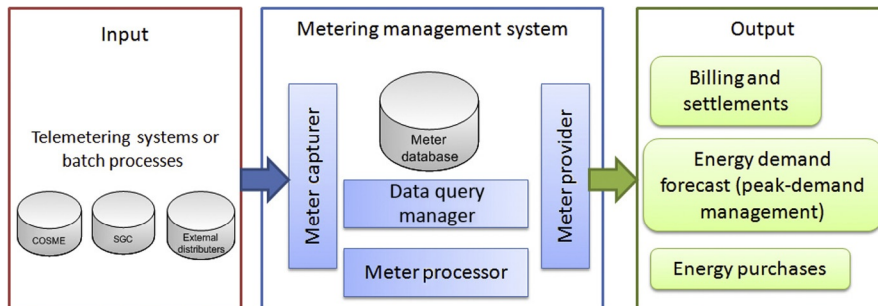 Input
Telemetering systems or
batch processes
COSME
SGC
External
distributers
Metering management system
Meter capturer
Meter
database
Data query
manager
Meter processor
Meter provider
Output
Billing and
settlements
Energy demand
forecast (peak-demand
management)
Energy purchases